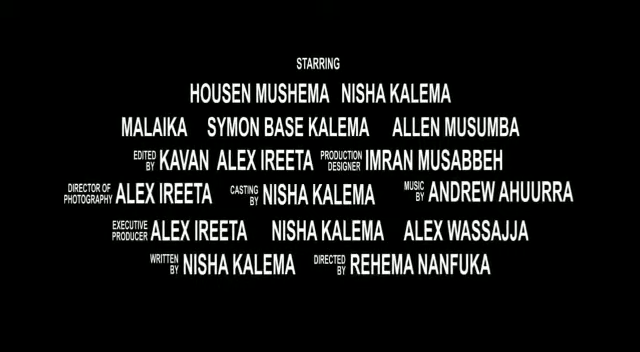 STARRING
HOUSEN MUSHEMA NISHA KALEMA
MALAIKA SYMON BASE KALEMA ALLEN MUSUMBA
EDITED BY KAVAN ALEX IREETA PRODUCTION DESIGNER IMRAN MUSABBEH
DIRECTOR OF PHOTOGRAPHY ALEX IREETA CASTING BY NISHA KALEMA MUSIC BY ANDREW AHUURRA
EXECUTIVE PRODUCER ALEX IREETA NISHA KALEMA ALEX WASSAJJA
WRITTEN BY NISHA KALEMA DIRECTED BY REHEMA NANFUKA